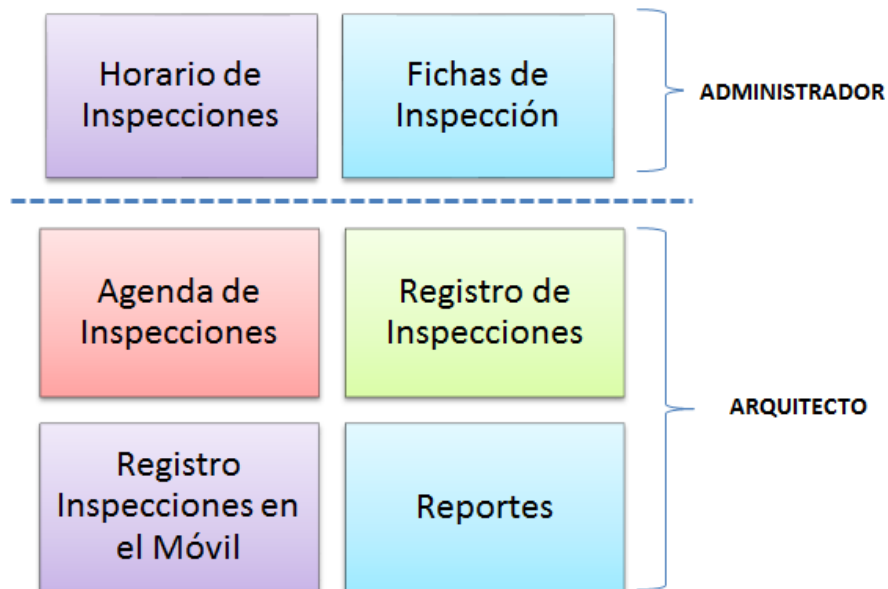 Horario de
Inspecciones
Fichas de
Inspección
ADMINISTRADOR
Agenda de
Inspecciones
Registro de
Inspecciones
ARQUITECTO
Registro
Inspecciones en
el Móvil
Reportes